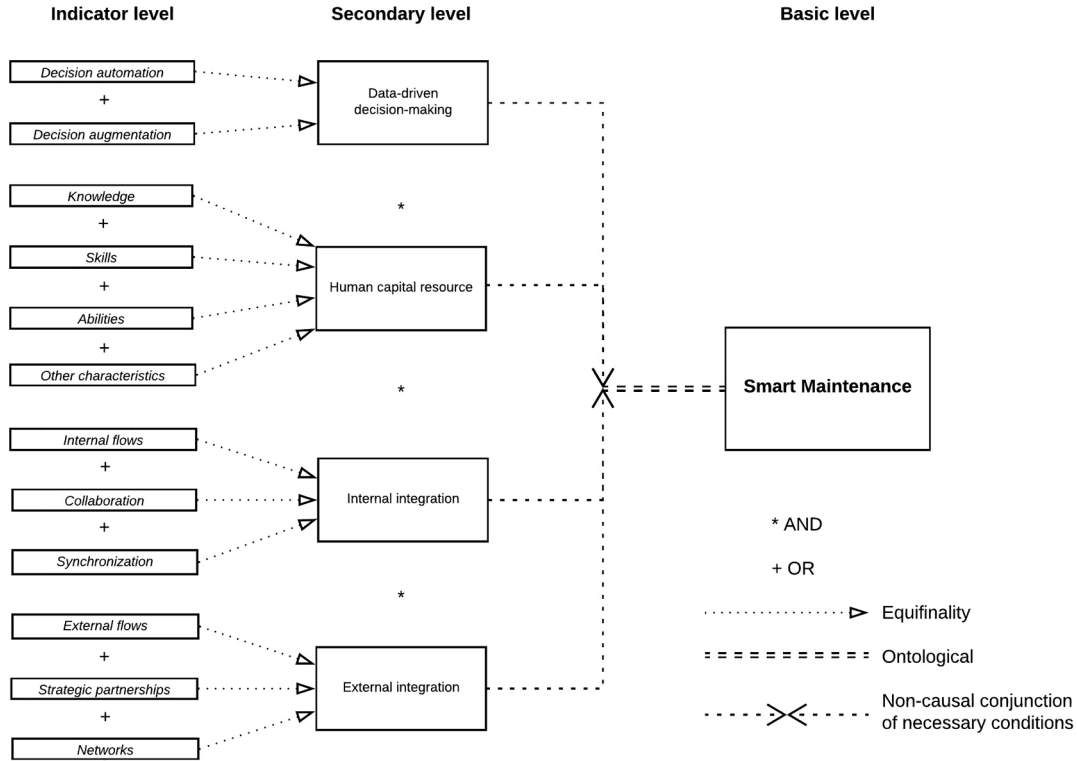 Indicator level
Secondary level
Basic level
Decision automation
+
Decision augmentation
Data-driven
decision-making
Knowledge
+
Skills
+
Abilities
+
Other characteristics
*
Human capital resource
*
Internal flows
+
Collaboration
+
Synchronization
Internal integration
*
External flows
+
Strategic partnerships
+
Networks
External integration
Smart Maintenance
* AND
+ OR
Equifinality
Ontological
Non-causal conjunction
of necessary conditions